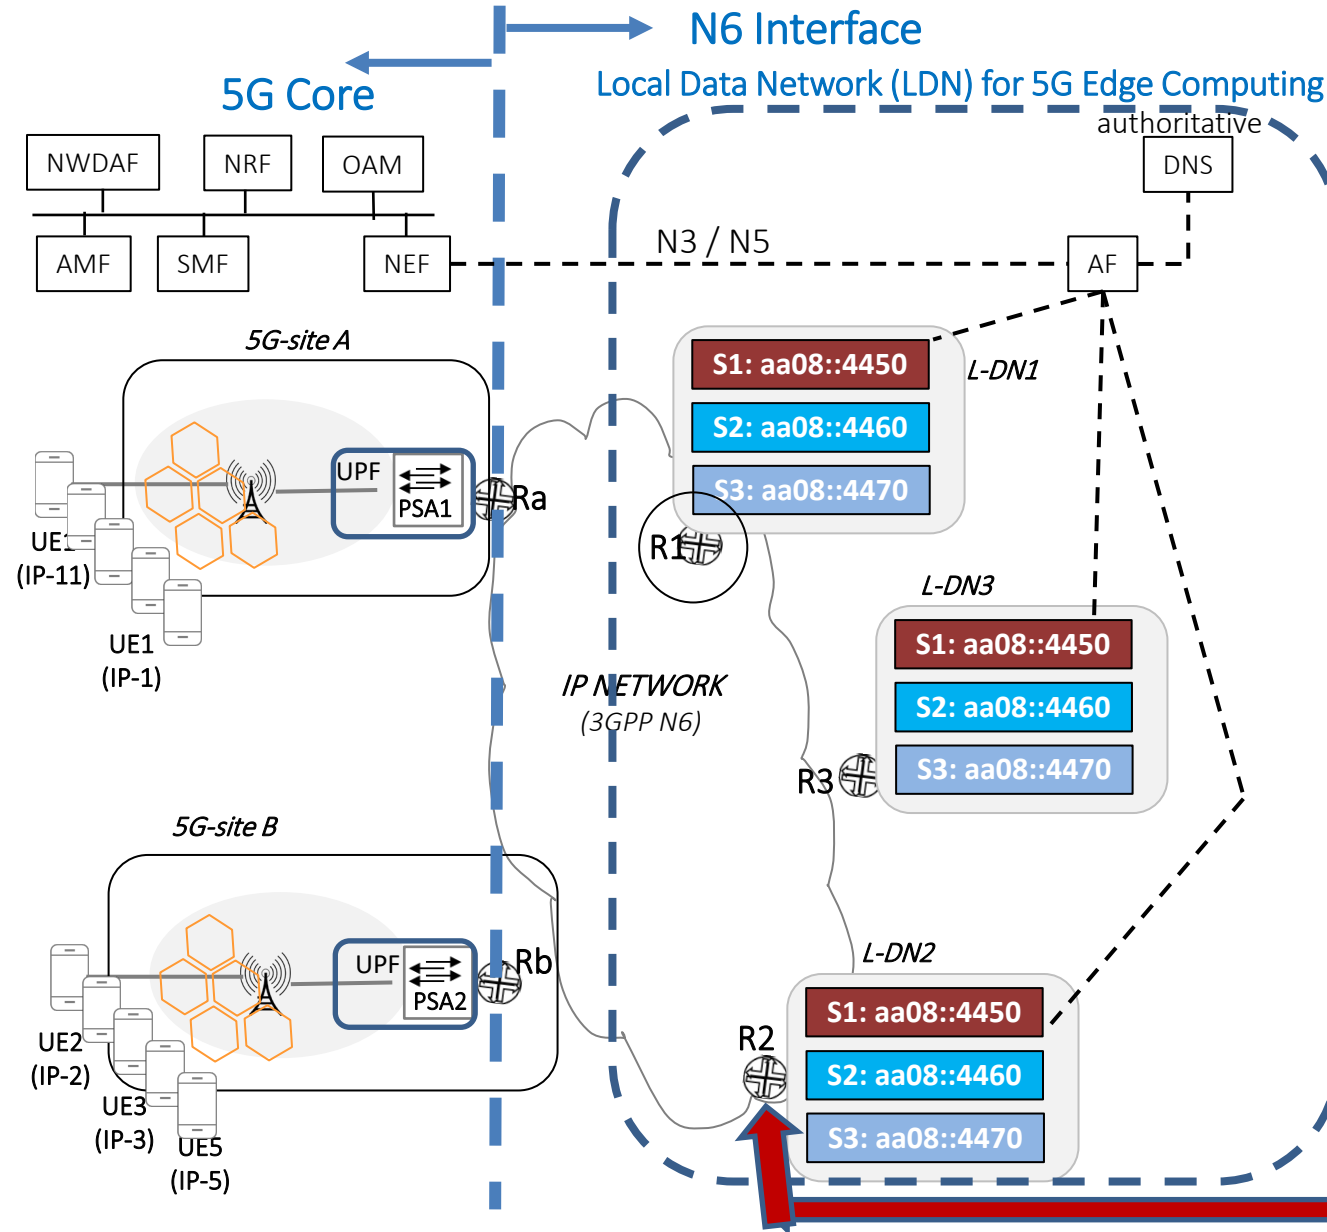 N6 Interface
5G Core
Local Data Network (LDN) for 5G Edge Computing
authoritative
DNS
NWDAF
NRF
OAM
AMF
SMF
NEF
N3 / N5
AF
5G-site A
S1: aa08::4450
S2: aa08::4460
S3: aa08::4470
L-DN1
UPF
PSA1
Ra
R1
UE1
(IP-11)
UE1
(IP-1)
L-DN3
S1: aa08::4450
S2: aa08::4460
S3: aa08::4470
IP NETWORK
(3GPP N6)
R3
5G-site B
UPF
PSA2
Rb
L-DN2
S1: aa08::4450
S2: aa08::4460
S3: aa08::4470
R2
UE2
(IP-2)
UE3
(IP-3)
UE5
(IP-5)